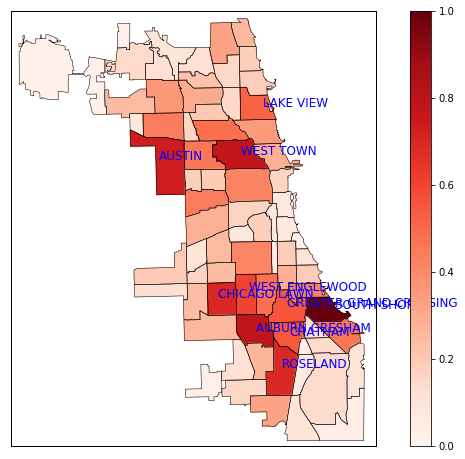 1.0
LAKE VIEW
0.8
WEST TOWN
AUSTIN
0.6
0.4
WEST ENGLEWOOD
CHICAGO LAWN
GREATER GRAND CROSSING
SOUTH SHORE
AUBURN GRESHAM
CHATHAM
ROSELAND
0.2
0.0